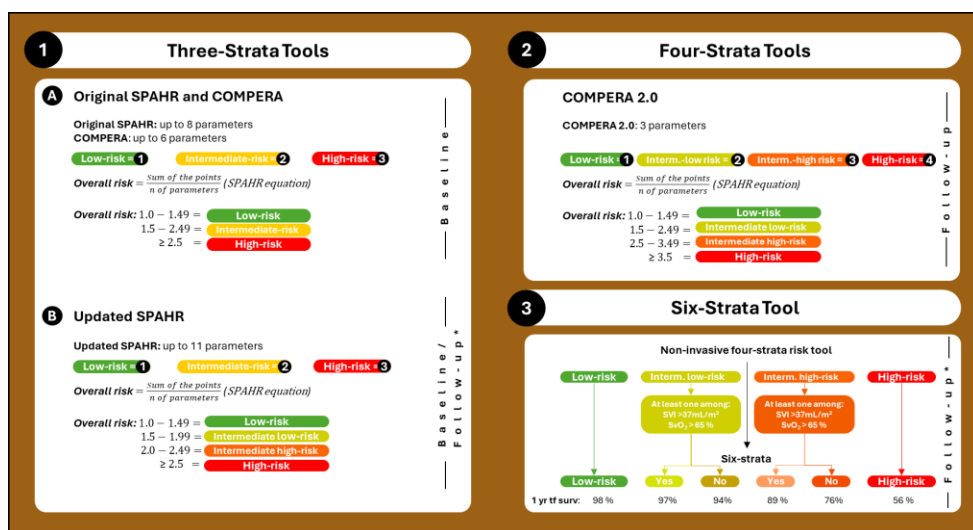 1 Three-Strata Tools
A Original SPAHR and COMPERA
Original SPAHR: up to 8 parameters
COMPERA: up to 6 parameters
Low-risk = 1 Intermediate-risk = 2 High-risk = 3
Overall risk = Sum of the points / n of parameters (SPAHR equation)
Overall risk: 1.0 – 1.49 = Low-risk
1.5 – 2.49 = Intermediate-risk
≥ 2.5 = High-risk
Baseline
B Updated SPAHR
Updated SPAHR: up to 11 parameters
Low-risk = 1 Intermediate-risk = 2 High-risk = 3
Overall risk = Sum of the points / n of parameters (SPAHR equation)
Overall risk: 1.0 – 1.49 = Low-risk
1.5 – 1.99 = Intermediate low-risk
2.0 – 2.49 = Intermediate high-risk
≥ 2.5 = High-risk
Baseline/
Follow-up*
2 Four-Strata Tools
COMPERA 2.0
COMPERA 2.0: 3 parameters
Low-risk = 1 Interm.-low risk = 2 Interm.-high risk = 3 High-risk = 4
Overall risk = Sum of the points / n of parameters (SPAHR equation)
Overall risk: 1.0 – 1.49 = Low-risk
1.5 – 2.49 = Intermediate low-risk
2.5 – 3.49 = Intermediate high-risk
≥ 3.5 = High-risk
Follow-up
3 Six-Strata Tool
Non-invasive four-strata risk tool
Low-risk Interm. low-risk Interm. high-risk High-risk
At least one among: At least one among:
SVI >37mL/m² SVI >37mL/m²
SvO₂ > 65 % SvO₂ > 65 %
Six-strata
Low-risk Yes No Yes No High-risk
1 yr tf surv: 98 % 97% 94% 89 % 76% 56 %
Follow-up*